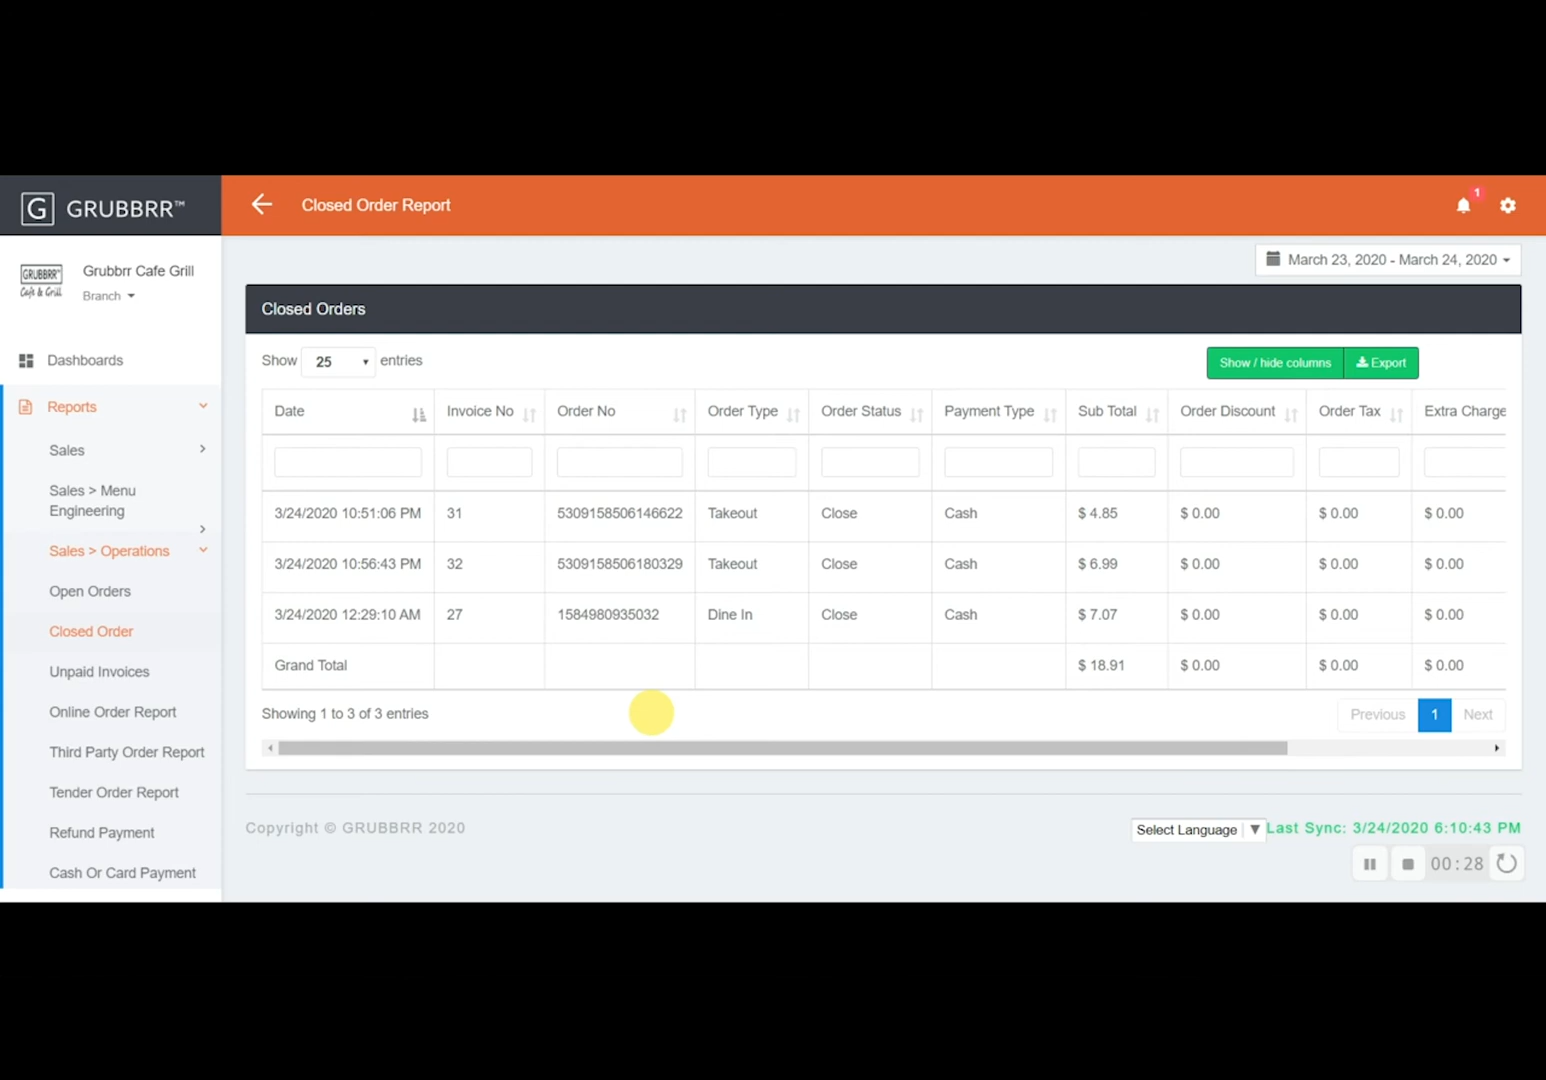 GRUBBRR™
Closed Order Report
1
GRUBBRR
Cafe & Grill
Grubbrr Cafe Grill
Branch
March 23, 2020 - March 24, 2020
Dashboards
Reports
Sales
Sales > Menu
Engineering
Sales > Operations
Open Orders
Closed Order
Unpaid Invoices
Online Order Report
Third Party Order Report
Tender Order Report
Refund Payment
Cash Or Card Payment
Closed Orders
Show 25 entries
Show / hide columns Export
Date Invoice No Order No Order Type Order Status Payment Type Sub Total Order Discount Order Tax Extra Charge
3/24/2020 10:51:06 PM 31 5309158506146622 Takeout Close Cash $ 4.85 $ 0.00 $ 0.00 $ 0.00
3/24/2020 10:56:43 PM 32 5309158506180329 Takeout Close Cash $ 6.99 $ 0.00 $ 0.00 $ 0.00
3/24/2020 12:29:10 AM 27 1584980935032 Dine In Close Cash $ 7.07 $ 0.00 $ 0.00 $ 0.00
Grand Total $ 18.91 $ 0.00 $ 0.00 $ 0.00
Showing 1 to 3 of 3 entries
Previous 1 Next
Copyright © GRUBBRR 2020
Select Language
Last Sync: 3/24/2020 6:10:43 PM
00:28